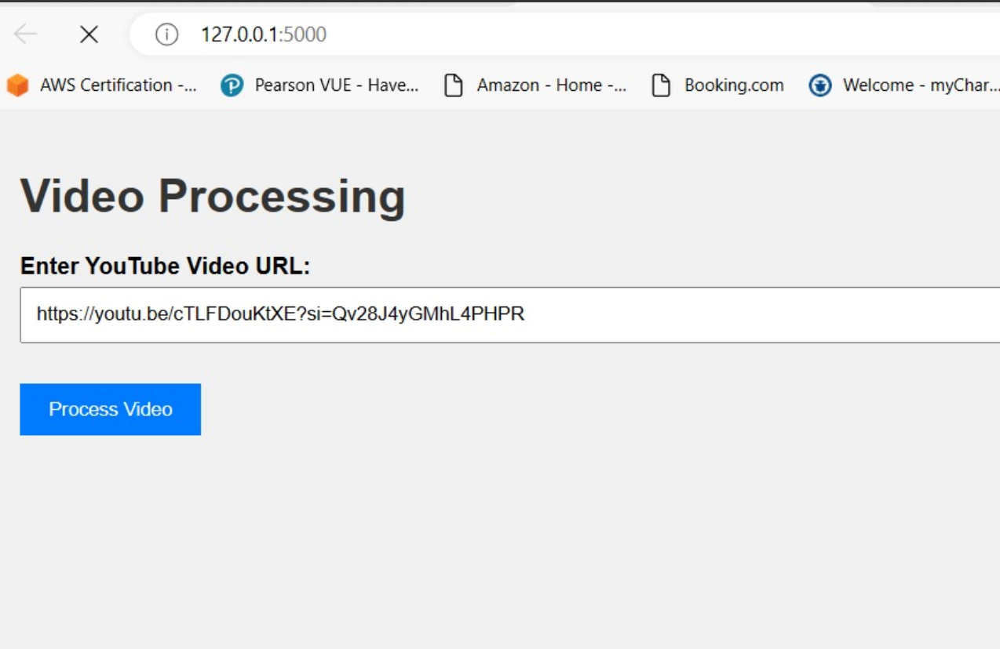 127.0.0.1:5000
AWS Certification -... Pearson VUE - Have... Amazon - Home -... Booking.com Welcome - myChar...
Video Processing
Enter YouTube Video URL:
https://youtu.be/cTLFDouKtXE?si=Qv28J4yGMhL4PHPR
Process Video